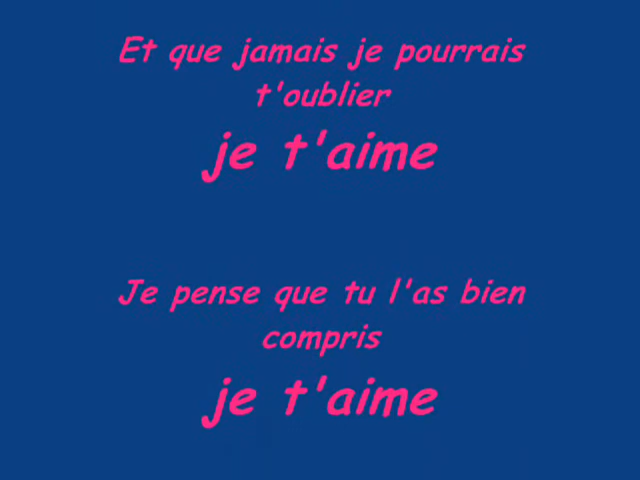 Et que jamais je pourrais
t'oublier
je t'aime
Je pense que tu l'as bien
compris
je t'aime